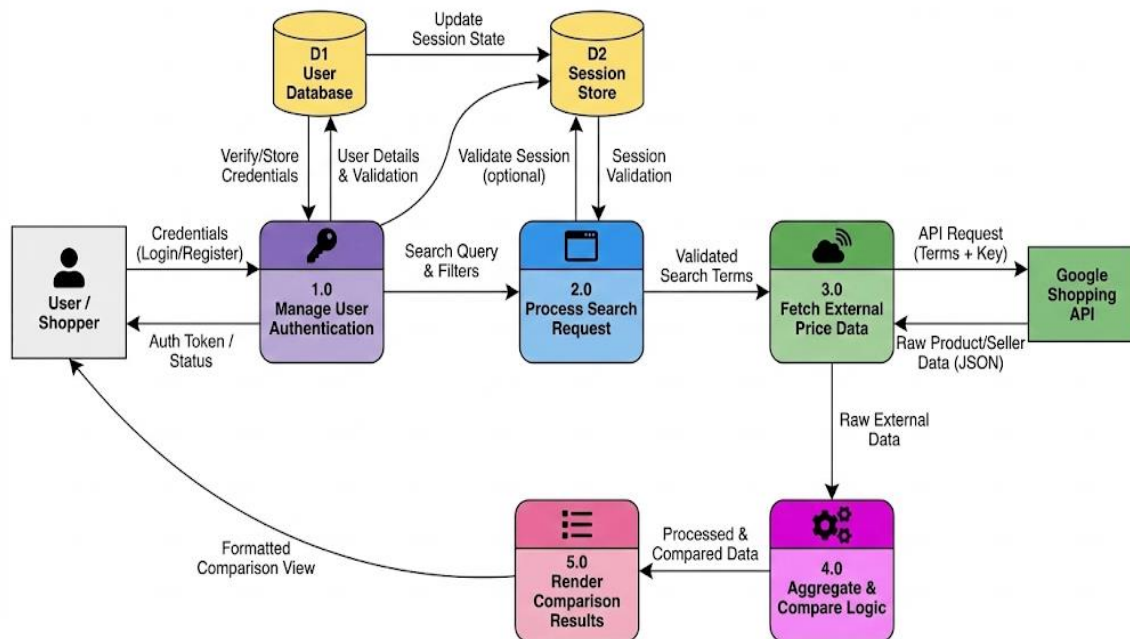 Update
Session State
D1
User
Database
D2
Session
Store
Verify/Store
Credentials
User Details
& Validation
Validate Session
(optional)
Session
Validation
User /
Shopper
Credentials
(Login/Register)
Auth Token /
Status
1.0
Manage User
Authentication
Search Query
& Filters
2.0
Process Search
Request
Validated
Search Terms
3.0
Fetch External
Price Data
API Request
(Terms + Key)
Raw Product/Seller
Data (JSON)
Google
Shopping
API
Raw External
Data
4.0
Aggregate &
Compare Logic
Processed &
Compared Data
5.0
Render
Comparison
Results
Formatted
Comparison View